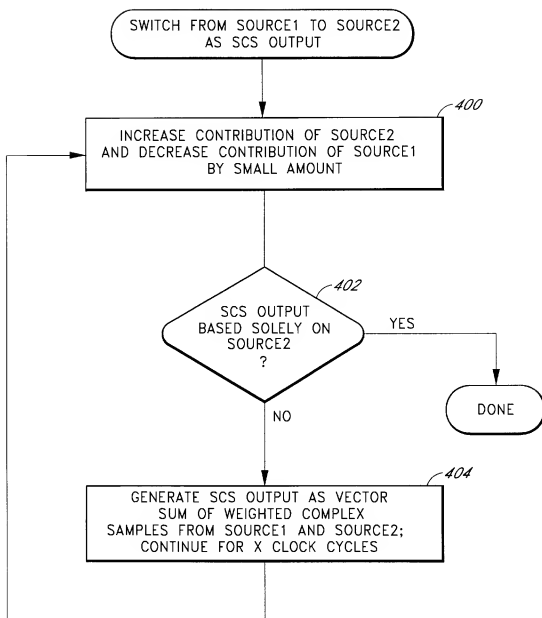 SWITCH FROM SOURCE1 TO SOURCE2
AS SCS OUTPUT
400
INCREASE CONTRIBUTION OF SOURCE2
AND DECREASE CONTRIBUTION OF SOURCE1
BY SMALL AMOUNT
402
SCS OUTPUT
BASED SOLELY ON
SOURCE2
?
YES
DONE
NO
404
GENERATE SCS OUTPUT AS VECTOR
SUM OF WEIGHTED COMPLEX
SAMPLES FROM SOURCE1 AND SOURCE2;
CONTINUE FOR X CLOCK CYCLES